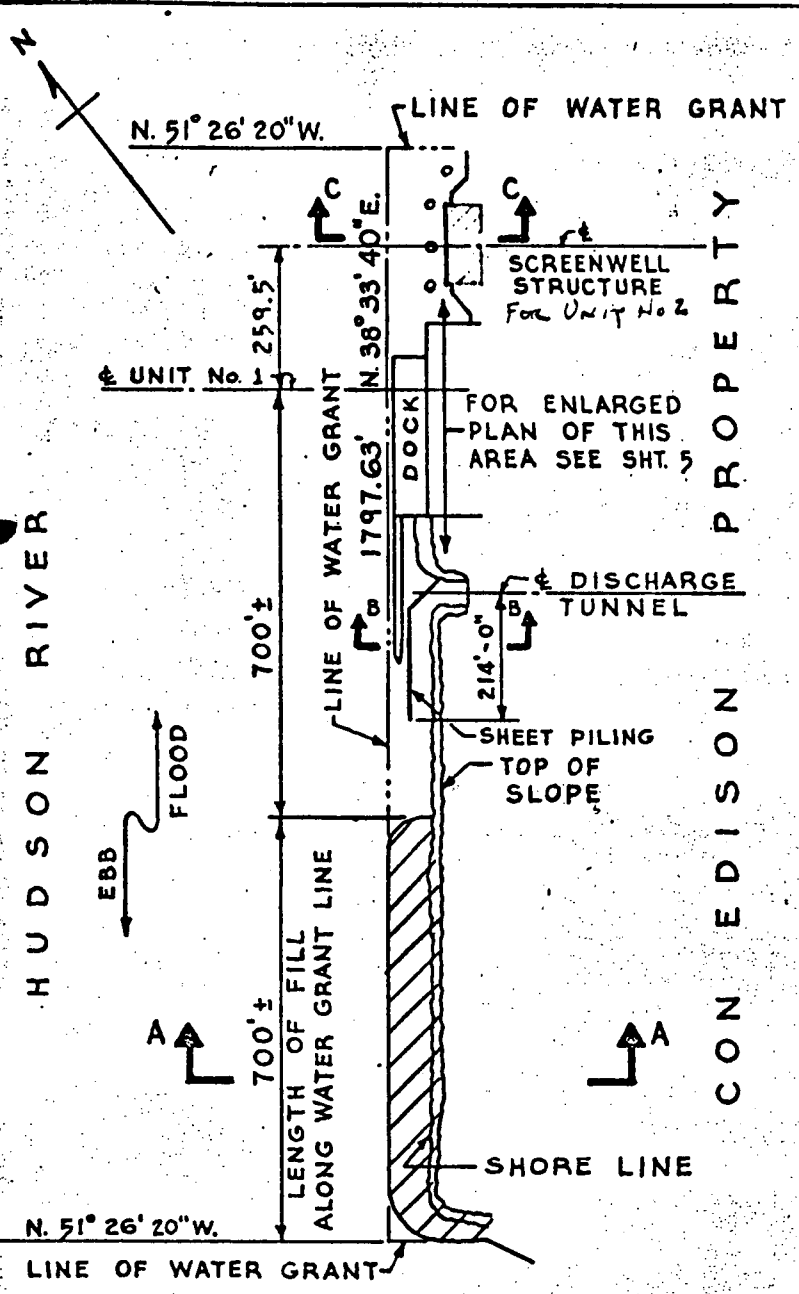 N
LINE OF WATER GRANT
N. 51° 26' 20" W.
C
C
N. 38° 33' 40" E.
1797.63'
LINE OF WATER GRANT
259.5'
℄
SCREENWELL
STRUCTURE
For Unit No 2
℄ UNIT No. 1
DOCK
FOR ENLARGED
PLAN OF THIS
AREA SEE SHT. 5
CON EDISON PROPERTY
HUDSON RIVER
700'±
℄ DISCHARGE
TUNNEL
B
B
214'-0"
SHEET PILING
TOP OF
SLOPE
FLOOD
EBB
700'±
LENGTH OF FILL
ALONG WATER GRANT LINE
A
A
SHORE LINE
N. 51° 26' 20" W.
LINE OF WATER GRANT